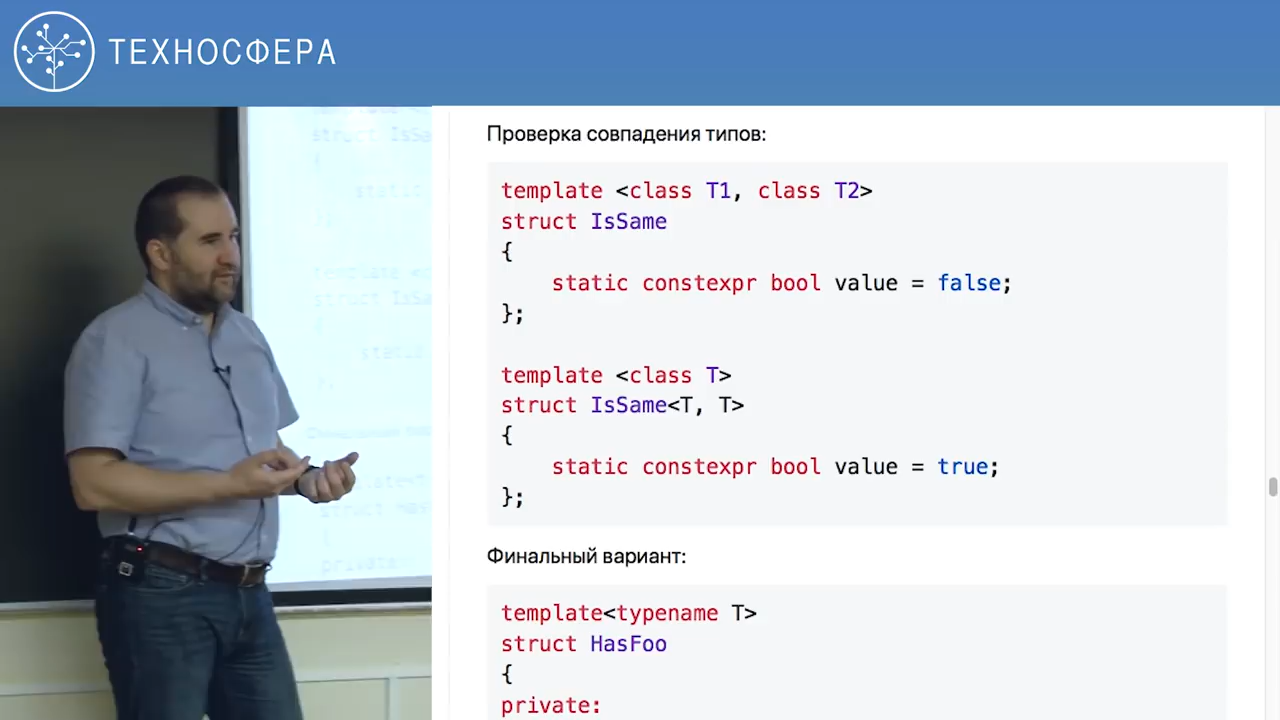 ТЕХНОСФЕРА
Проверка совпадения типов:
template <class T1, class T2>
struct IsSame
{
    static constexpr bool value = false;
};
template <class T>
struct IsSame<T, T>
{
    static constexpr bool value = true;
};
Финальный вариант:
template<typename T>
struct HasFoo
{
private: